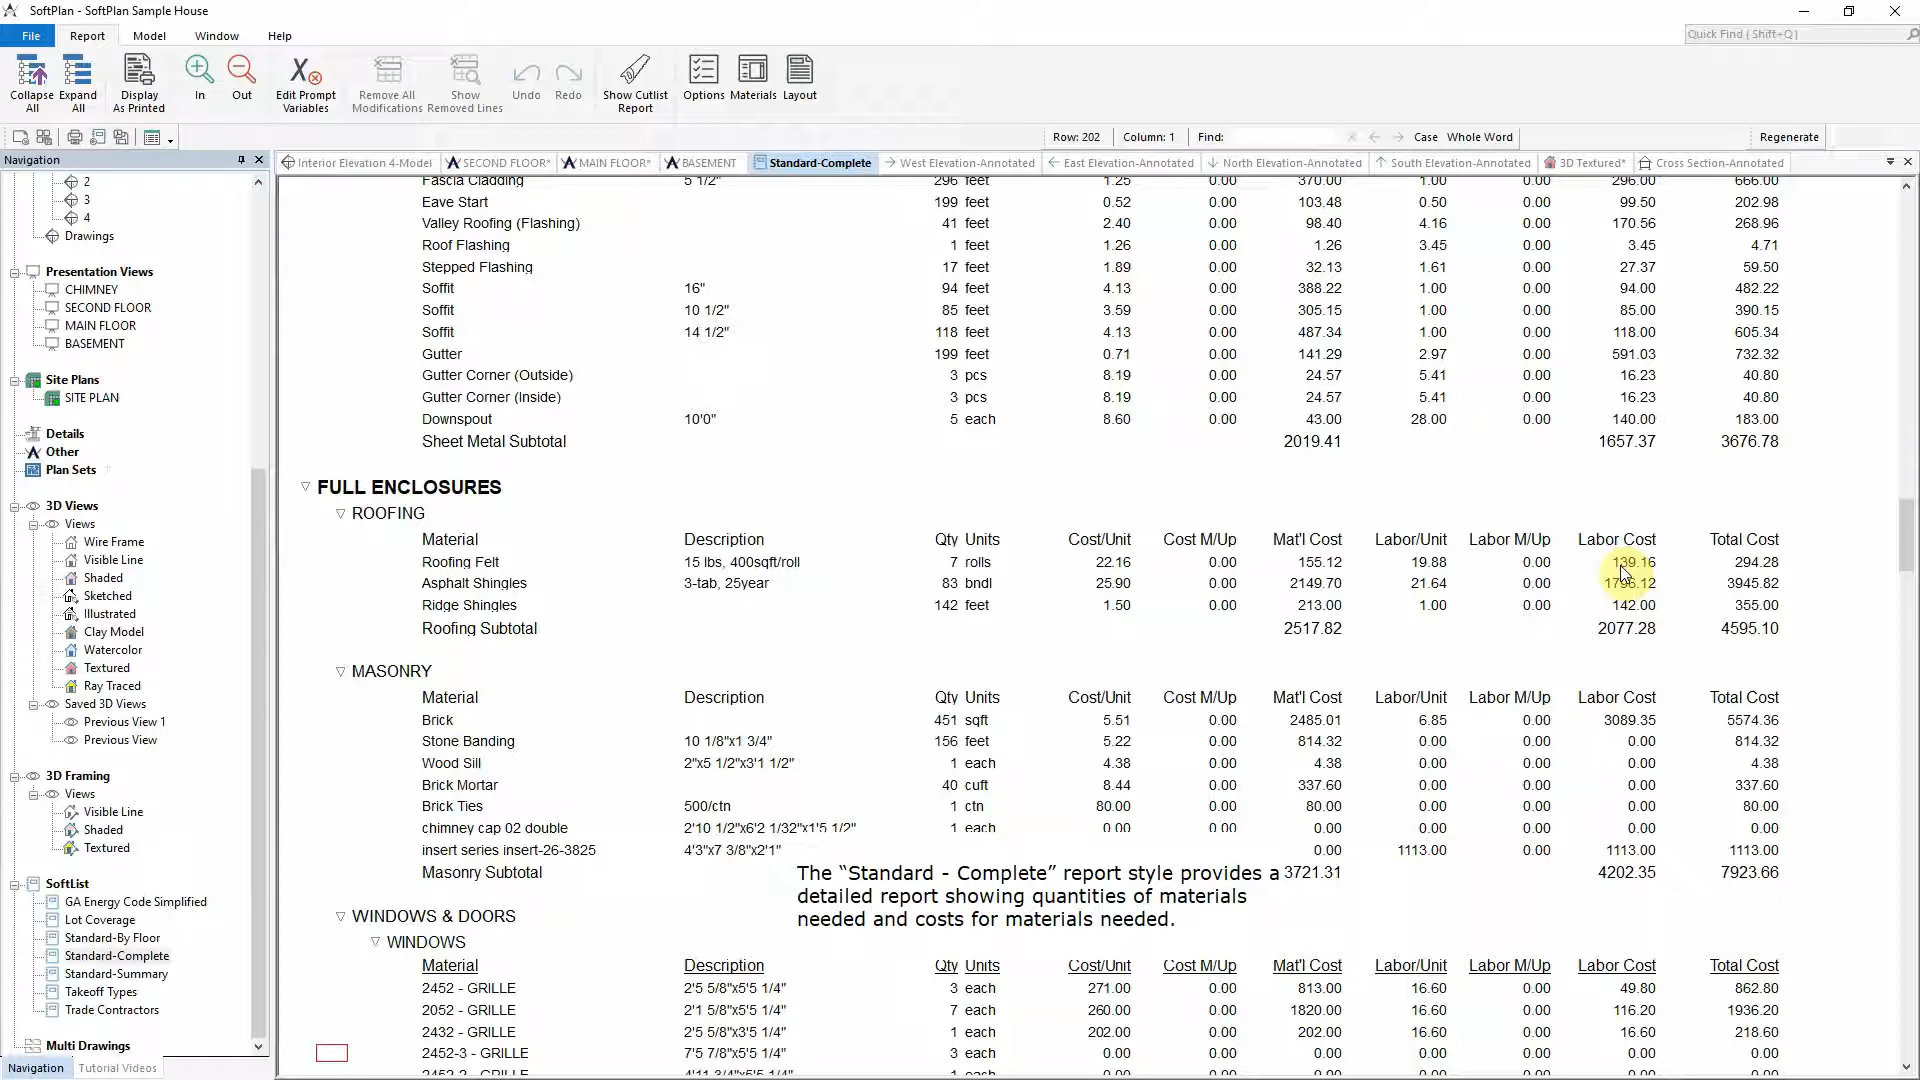 SoftPlan - SoftPlan Sample House
File Report Model Window Help Quick Find ( Shift+Q )
Collapse All
Expand All
Display As Printed
In
Out
Edit Prompt Variables
Remove All Modifications
Show Removed Lines
Undo
Redo
Show Cutlist Report
Options
Materials
Layout
Row: 202 Column: 1 Find: Case Whole Word Regenerate
Navigation
Interior Elevation 4-Model SECOND FLOOR* MAIN FLOOR* BASEMENT Standard-Complete West Elevation-Annotated East Elevation-Annotated North Elevation-Annotated South Elevation-Annotated 3D Textured* Cross Section-Annotated
2
3
4
Drawings
Presentation Views
CHIMNEY
SECOND FLOOR
MAIN FLOOR
BASEMENT
Site Plans
SITE PLAN
Details
Other
Plan Sets
3D Views
Views
Wire Frame
Visible Line
Shaded
Sketched
Illustrated
Clay Model
Watercolor
Textured
Ray Traced
Saved 3D Views
Previous View 1
Previous View
3D Framing
Views
Visible Line
Shaded
Textured
SoftList
GA Energy Code Simplified
Lot Coverage
Standard-By Floor
Standard-Complete
Standard-Summary
Takeoff Types
Trade Contractors
Multi Drawings
Navigation Tutorial Videos
Fascia Cladding 5 1/2" 296 feet 1.25 0.00 370.00 1.00 0.00 296.00 666.00
Eave Start 199 feet 0.52 0.00 103.48 0.50 0.00 99.50 202.98
Valley Roofing (Flashing) 41 feet 2.40 0.00 98.40 4.16 0.00 170.56 268.96
Roof Flashing 1 feet 1.26 0.00 1.26 3.45 0.00 3.45 4.71
Stepped Flashing 17 feet 1.89 0.00 32.13 1.61 0.00 27.37 59.50
Soffit 16" 94 feet 4.13 0.00 388.22 1.00 0.00 94.00 482.22
Soffit 10 1/2" 85 feet 3.59 0.00 305.15 1.00 0.00 85.00 390.15
Soffit 14 1/2" 118 feet 4.13 0.00 487.34 1.00 0.00 118.00 605.34
Gutter 199 feet 0.71 0.00 141.29 2.97 0.00 591.03 732.32
Gutter Corner (Outside) 3 pcs 8.19 0.00 24.57 5.41 0.00 16.23 40.80
Gutter Corner (Inside) 3 pcs 8.19 0.00 24.57 5.41 0.00 16.23 40.80
Downspout 10'0" 5 each 8.60 0.00 43.00 28.00 0.00 140.00 183.00
Sheet Metal Subtotal 2019.41 1657.37 3676.78
FULL ENCLOSURES
ROOFING
Material Description Qty Units Cost/Unit Cost M/Up Mat'l Cost Labor/Unit Labor M/Up Labor Cost Total Cost
Roofing Felt 15 lbs, 400sqft/roll 7 rolls 22.16 0.00 155.12 19.88 0.00 139.16 294.28
Asphalt Shingles 3-tab, 25year 83 bndl 25.90 0.00 2149.70 21.64 0.00 1796.12 3945.82
Ridge Shingles 142 feet 1.50 0.00 213.00 1.00 0.00 142.00 355.00
Roofing Subtotal 2517.82 2077.28 4595.10
MASONRY
Material Description Qty Units Cost/Unit Cost M/Up Mat'l Cost Labor/Unit Labor M/Up Labor Cost Total Cost
Brick 451 sqft 5.51 0.00 2485.01 6.85 0.00 3089.35 5574.36
Stone Banding 10 1/8"x1 3/4" 156 feet 5.22 0.00 814.32 0.00 0.00 0.00 814.32
Wood Sill 2"x5 1/2"x3'1 1/2" 1 each 4.38 0.00 4.38 0.00 0.00 0.00 4.38
Brick Mortar 40 cuft 8.44 0.00 337.60 0.00 0.00 0.00 337.60
Brick Ties 500/ctn 1 ctn 80.00 0.00 80.00 0.00 0.00 0.00 80.00
chimney cap 02 double 2'10 1/2"x6'2 1/32"x1'5 1/2" 1 each 0.00 0.00 0.00 0.00 0.00 0.00 0.00
insert series insert-26-3825 4'3"x7 3/8"x2'1" 0.00 1113.00 0.00 1113.00 1113.00
Masonry Subtotal 3721.31 4202.35 7923.66
The “Standard - Complete” report style provides a
detailed report showing quantities of materials
needed and costs for materials needed.
WINDOWS & DOORS
WINDOWS
Material Description Qty Units Cost/Unit Cost M/Up Mat'l Cost Labor/Unit Labor M/Up Labor Cost Total Cost
2452 - GRILLE 2'5 5/8"x5'5 1/4" 3 each 271.00 0.00 813.00 16.60 0.00 49.80 862.80
2052 - GRILLE 2'1 5/8"x5'5 1/4" 7 each 260.00 0.00 1820.00 16.60 0.00 116.20 1936.20
2432 - GRILLE 2'5 5/8"x3'5 1/4" 1 each 202.00 0.00 202.00 16.60 0.00 16.60 218.60
2452-3 - GRILLE 7'5 7/8"x5'5 1/4" 3 each 0.00 0.00 0.00 0.00 0.00 0.00 0.00